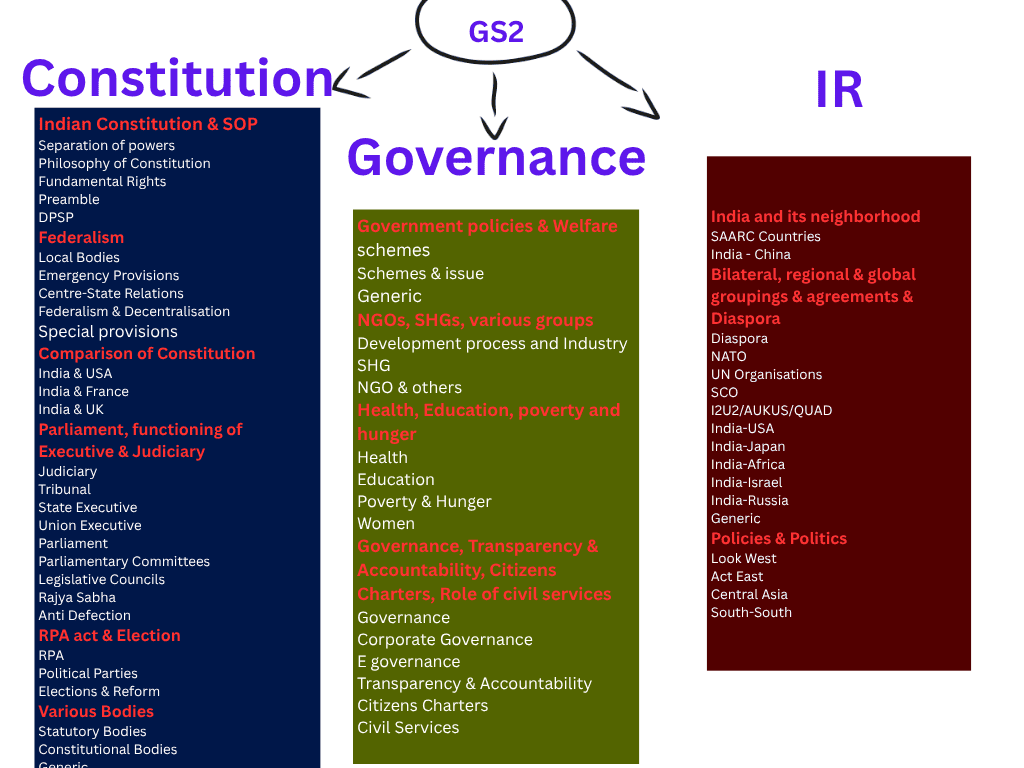 GS2
Constitution
Indian Constitution & SOP
Separation of powers
Philosophy of Constitution
Fundamental Rights
Preamble
DPSP
Federalism
Local Bodies
Emergency Provisions
Centre-State Relations
Federalism & Decentralisation
Special provisions
Comparison of Constitution
India & USA
India & France
India & UK
Parliament, functioning of
Executive & Judiciary
Judiciary
Tribunal
State Executive
Union Executive
Parliament
Parliamentary Committees
Legislative Councils
Rajya Sabha
Anti Defection
RPA act & Election
RPA
Political Parties
Elections & Reform
Various Bodies
Statutory Bodies
Constitutional Bodies
Generic
Governance
Government policies & Welfare
schemes
Schemes & issue
Generic
NGOs, SHGs, various groups
Development process and Industry
SHG
NGO & others
Health, Education, poverty and
hunger
Health
Education
Poverty & Hunger
Women
Governance, Transparency &
Accountability, Citizens
Charters, Role of civil services
Governance
Corporate Governance
E governance
Transparency & Accountability
Citizens Charters
Civil Services
IR
India and its neighborhood
SAARC Countries
India - China
Bilateral, regional & global
groupings & agreements &
Diaspora
Diaspora
NATO
UN Organisations
SCO
I2U2/AUKUS/QUAD
India-USA
India-Japan
India-Africa
India-Israel
India-Russia
Generic
Policies & Politics
Look West
Act East
Central Asia
South-South